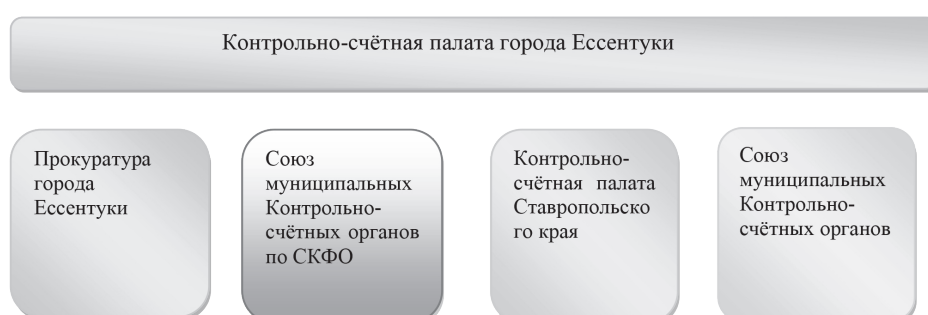 Контрольно-счётная палата города Ессентуки
Прокуратура
города
Ессентуки
Союз
муниципальных
Контрольно-
счётных органов
по СКФО
Контрольно-
счётная палата
Ставропольско
го края
Союз
муниципальных
Контрольно-
счётных органов